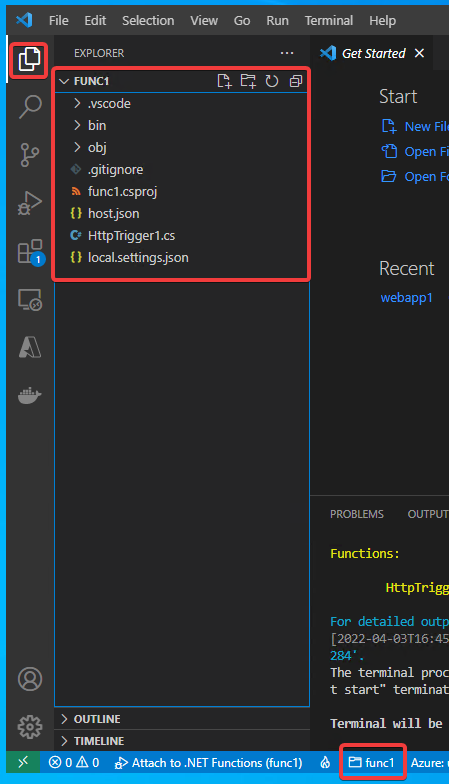 File Edit Selection View Go Run Terminal Help
EXPLORER
Get Started
FUNC1
.vscode
bin
obj
.gitignore
func1.csproj
host.json
HttpTrigger1.cs
local.settings.json
OUTLINE
TIMELINE
1
Start
New File
Open Fi
Open Fo
Recent
webapp1
PROBLEMS OUTPUT
Functions:
HttpTrigg
For detailed outp
[2022-04-03T16:45
284'.
The terminal proc
t start" terminat
Terminal will be
0 0 Attach to .NET Functions (func1) func1 Azure: